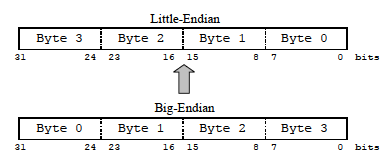 Little-Endian
Byte 3 Byte 2 Byte 1 Byte 0
31 24 23 16 15 8 7 0 bits
Big-Endian
Byte 0 Byte 1 Byte 2 Byte 3
31 24 23 16 15 8 7 0 bits